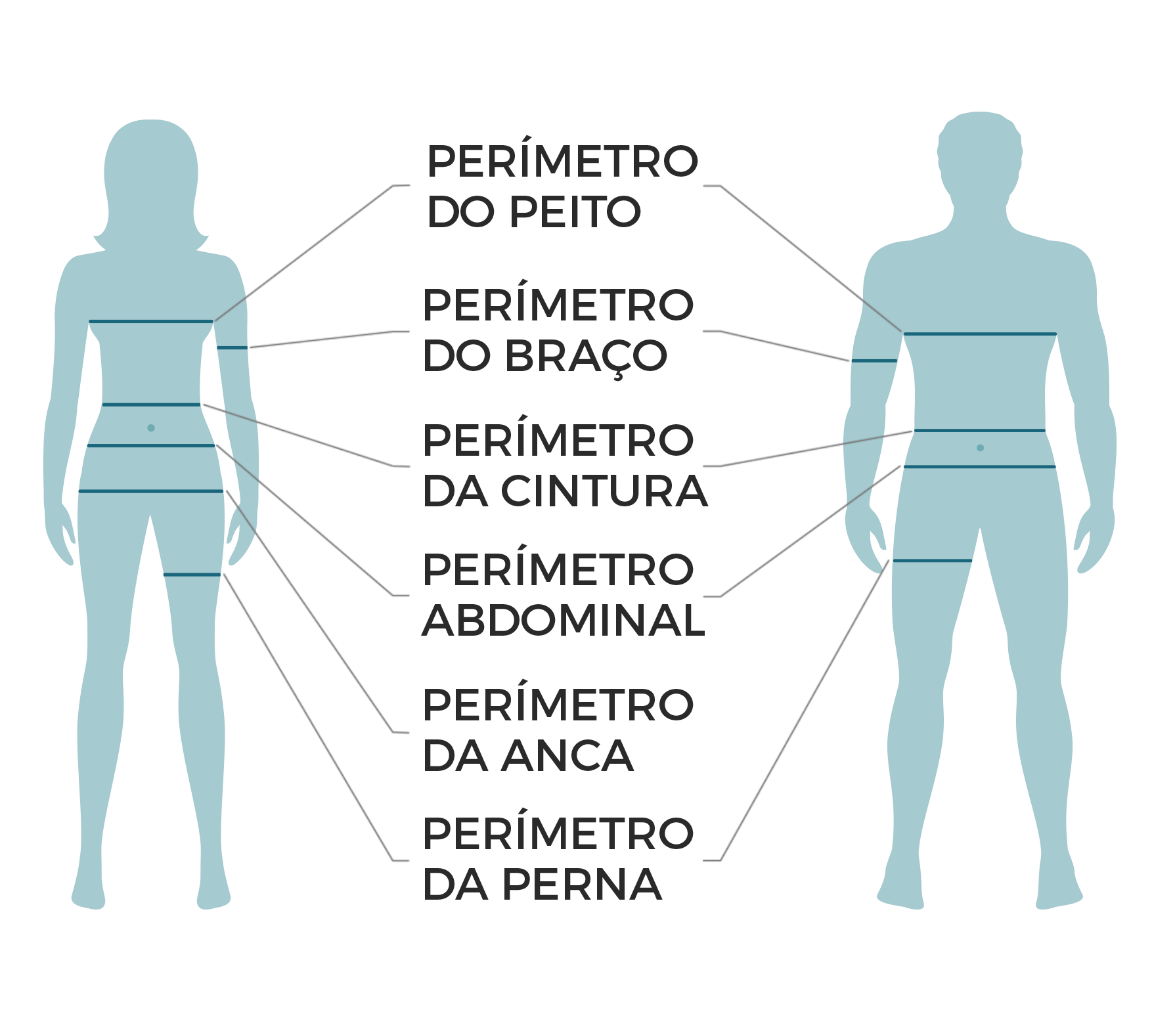 PERÍMETRO
DO PEITO
PERÍMETRO
DO BRAÇO
PERÍMETRO
DA CINTURA
PERÍMETRO
ABDOMINAL
PERÍMETRO
DA ANCA
PERÍMETRO
DA PERNA